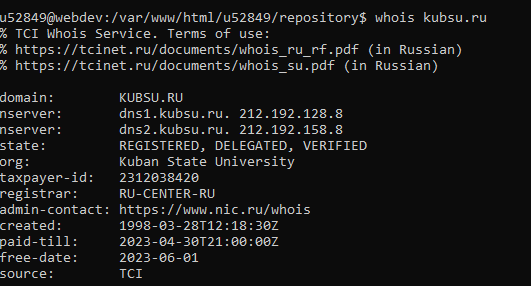 u52849@webdev:/var/www/html/u52849/repository$ whois kubsu.ru
% TCI Whois Service. Terms of use:
% https://tcinet.ru/documents/whois_ru_rf.pdf (in Russian)
% https://tcinet.ru/documents/whois_su.pdf (in Russian)

domain:        KUBSU.RU
nserver:       dns1.kubsu.ru. 212.192.128.8
nserver:       dns2.kubsu.ru. 212.192.158.8
state:         REGISTERED, DELEGATED, VERIFIED
org:           Kuban State University
taxpayer-id:   2312038420
registrar:     RU-CENTER-RU
admin-contact: https://www.nic.ru/whois
created:       1998-03-28T12:18:30Z
paid-till:     2023-04-30T21:00:00Z
free-date:     2023-06-01
source:        TCI